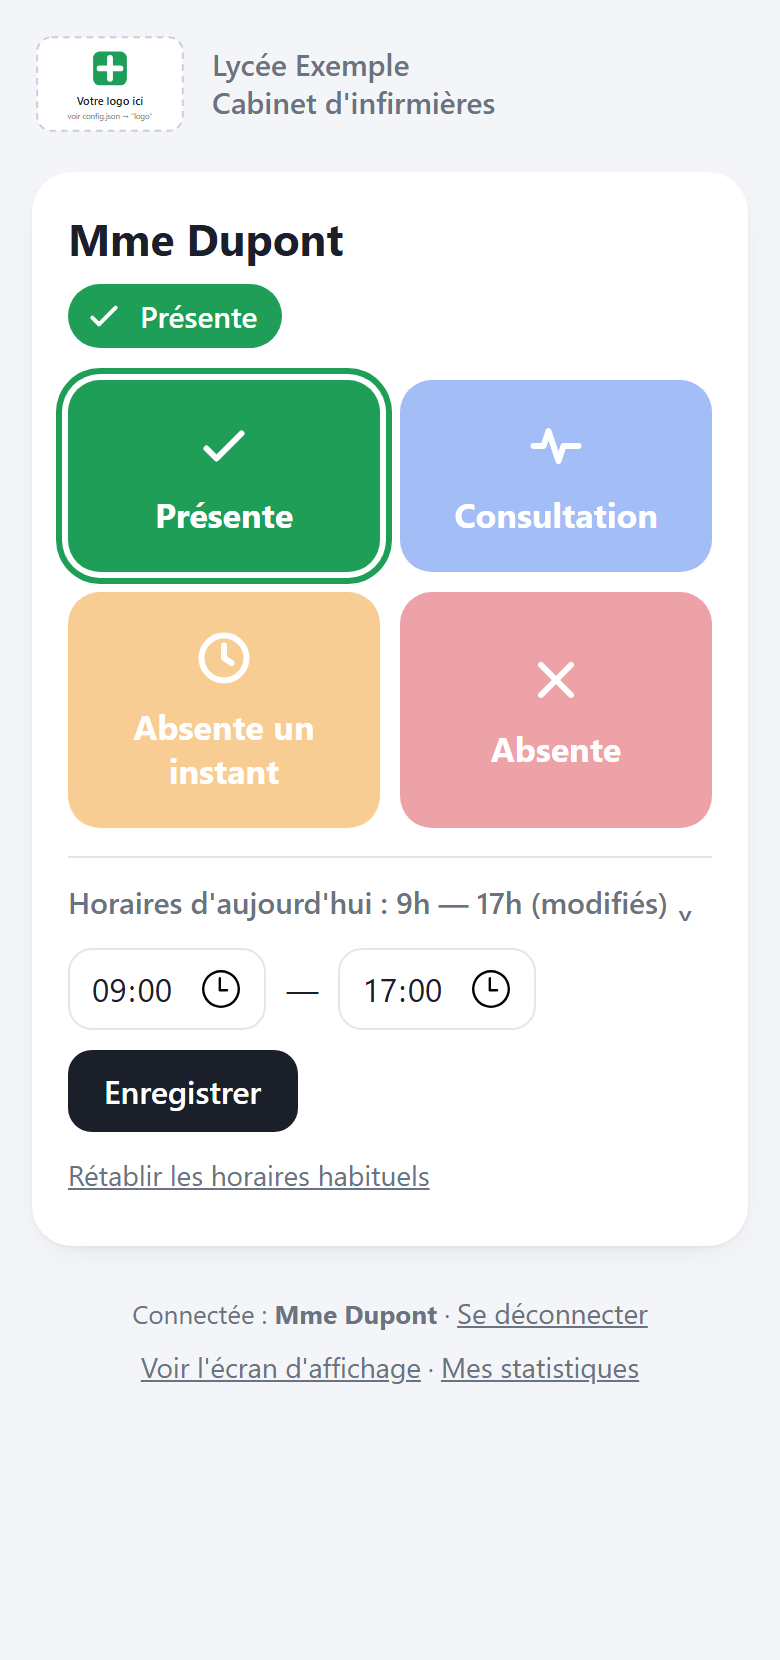 Votre logo ici
voir config.json → "logo"
Lycée Exemple
Cabinet d'infirmières
Mme Dupont
Présente
Présente
Consultation
Absente un
instant
Absente
Horaires d'aujourd'hui : 9h — 17h (modifiés)
09:00 — 17:00
Enregistrer
Rétablir les horaires habituels
Connectée : Mme Dupont · Se déconnecter
Voir l'écran d'affichage · Mes statistiques